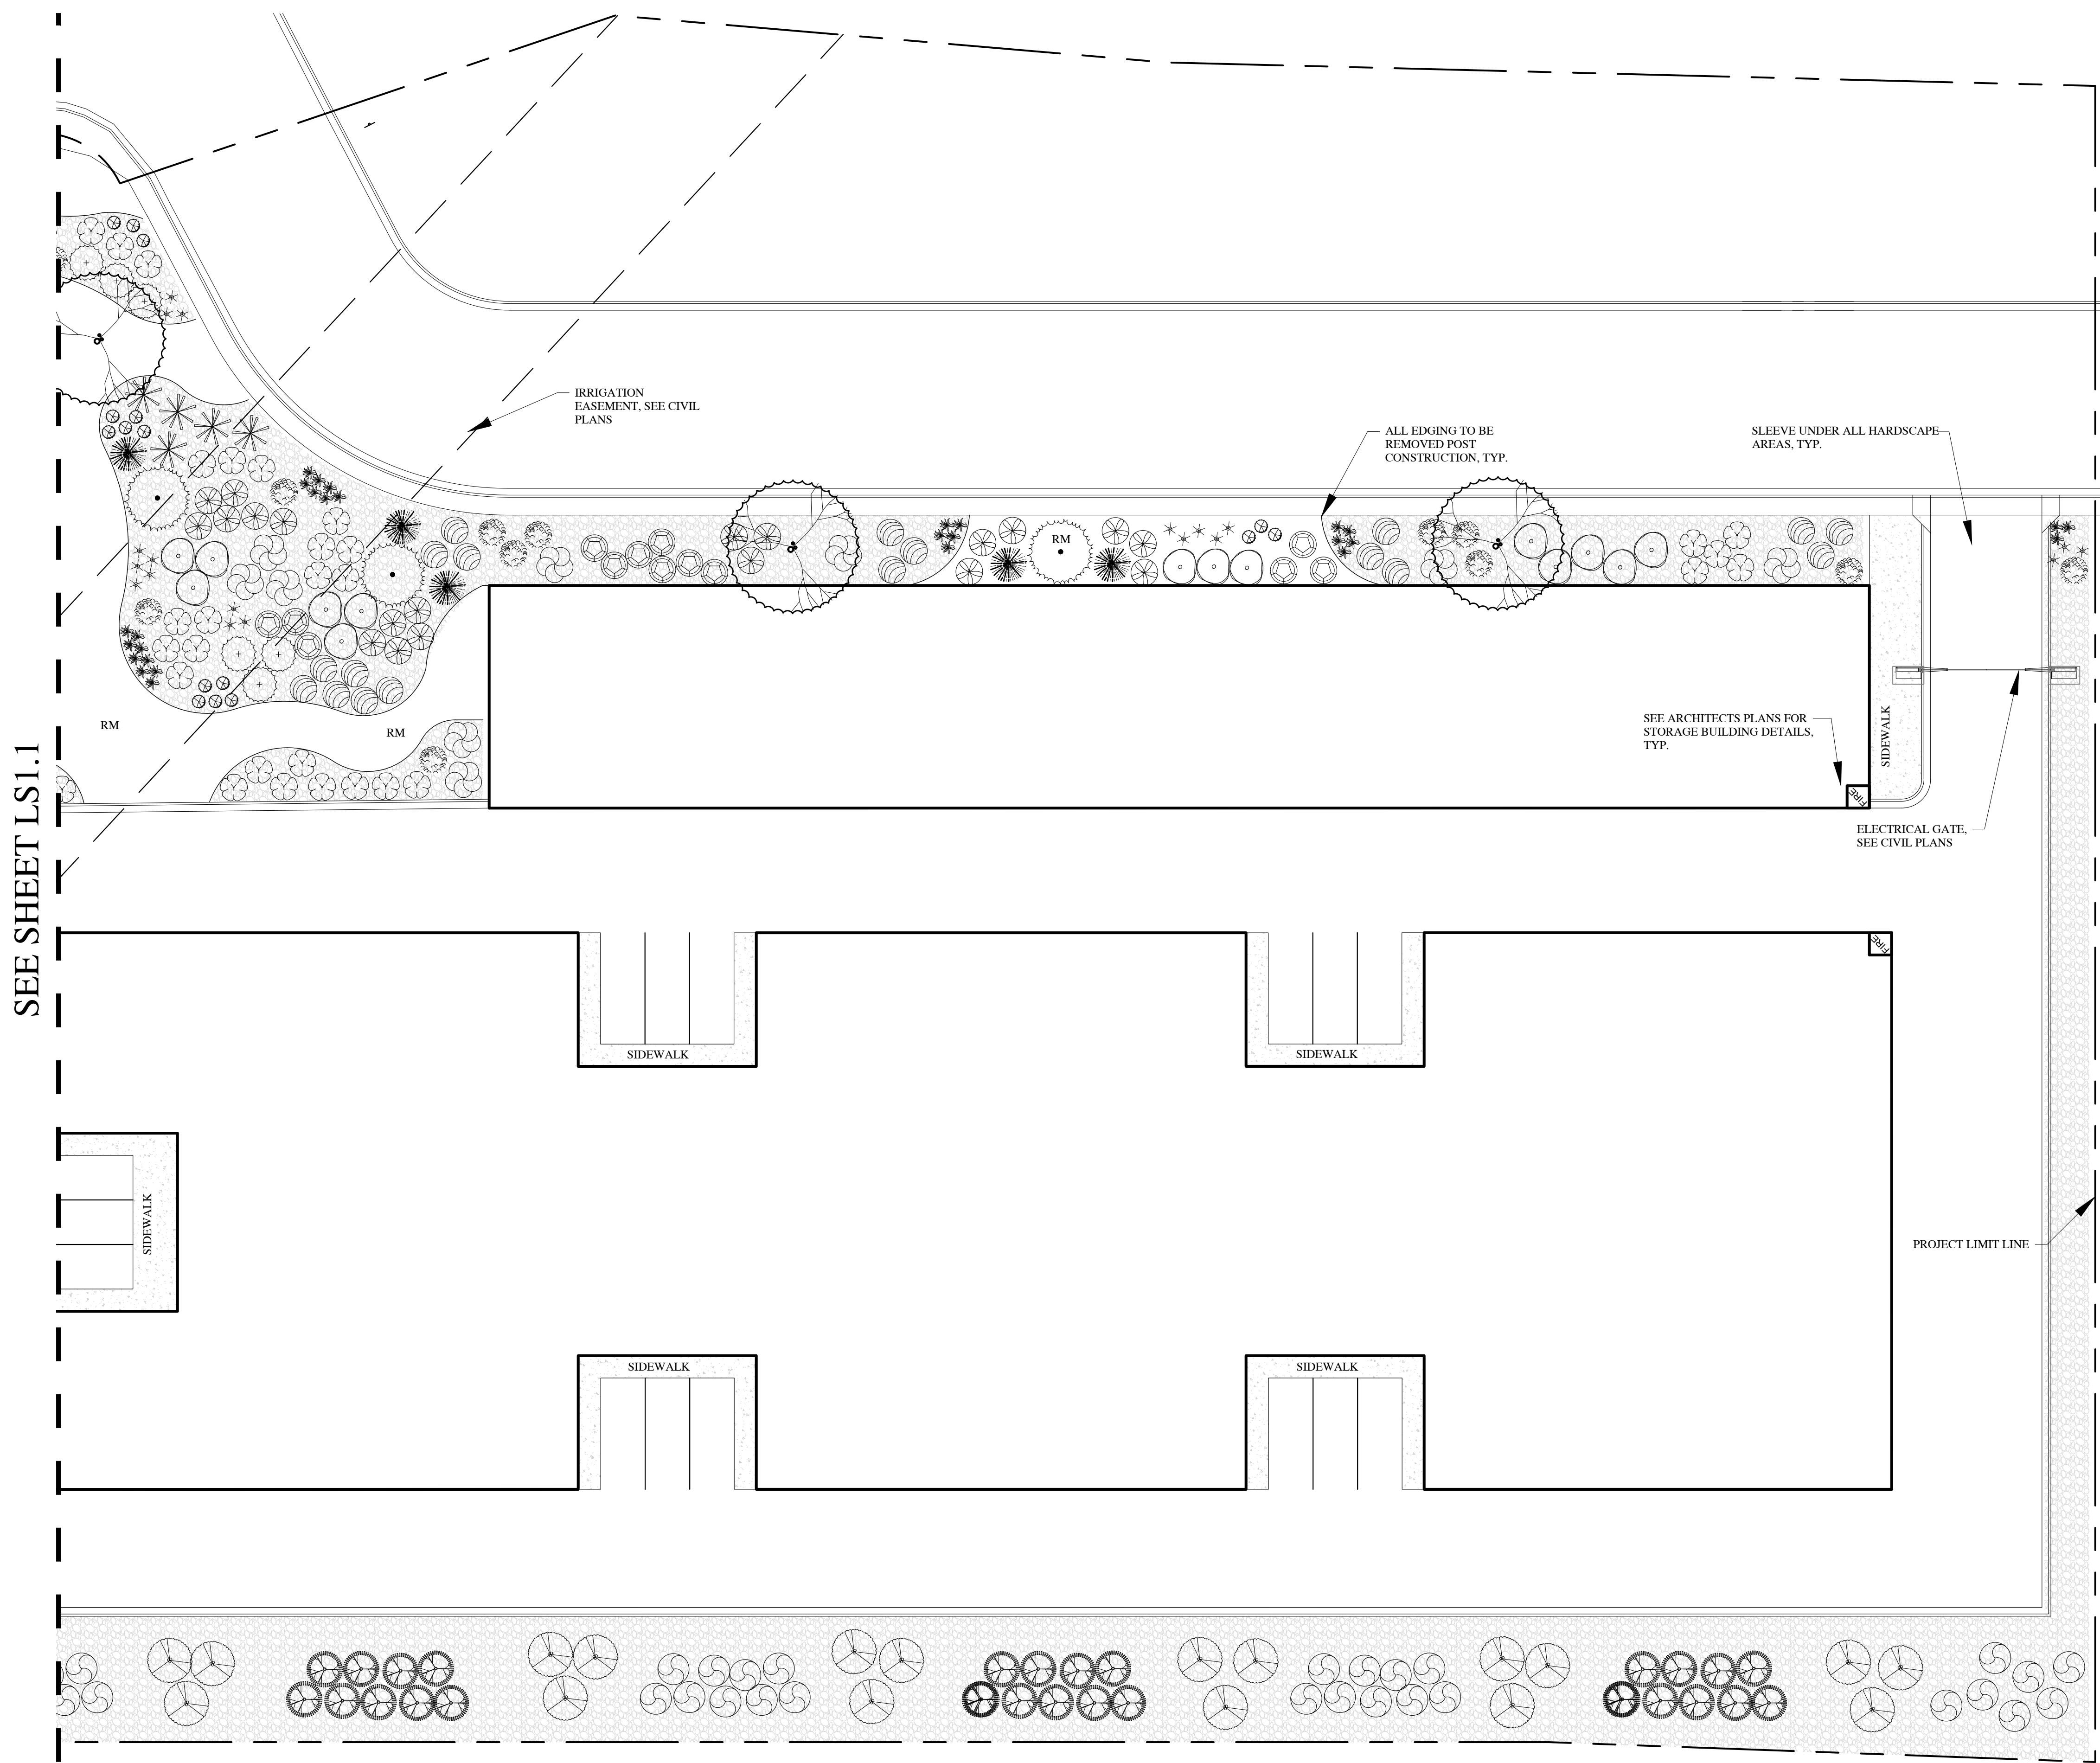 IRRIGATION
EASEMENT, SEE CIVIL
PLANS
ALL EDGING TO BE
REMOVED POST
CONSTRUCTION, TYP.
SLEEVE UNDER ALL HARDSCAPE
AREAS, TYP.
RM
SEE ARCHITECTS PLANS FOR
STORAGE BUILDING DETAILS,
TYP.
SIDEWALK
RM
RM
FIRE
ELECTRICAL GATE,
SEE CIVIL PLANS
SEE SHEET LS1.1
FIRE
SIDEWALK
SIDEWALK
SIDEWALK
PROJECT LIMIT LINE
SIDEWALK
SIDEWALK